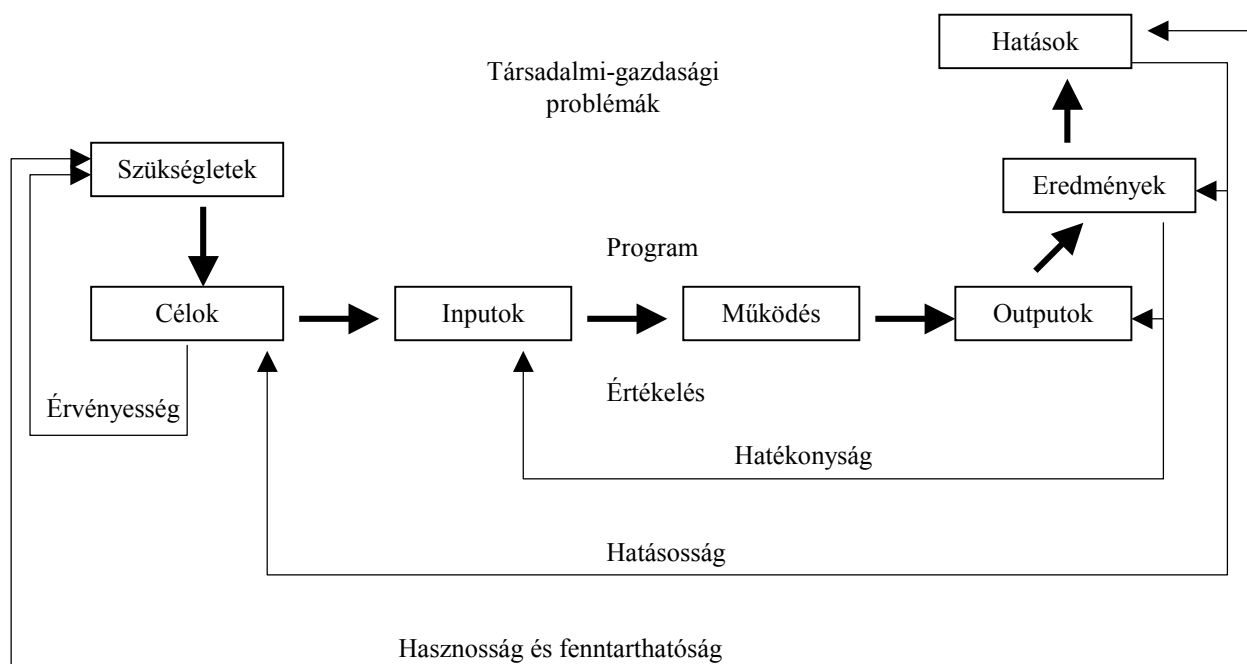 Hatások
Társadalmi-gazdasági
problémák
Szükségletek
Eredmények
Program
Célok
Inputok
Működés
Outputok
Értékelés
Érvényesség
Hatékonyság
Hatásosság
Hasznosság és fenntarthatóság